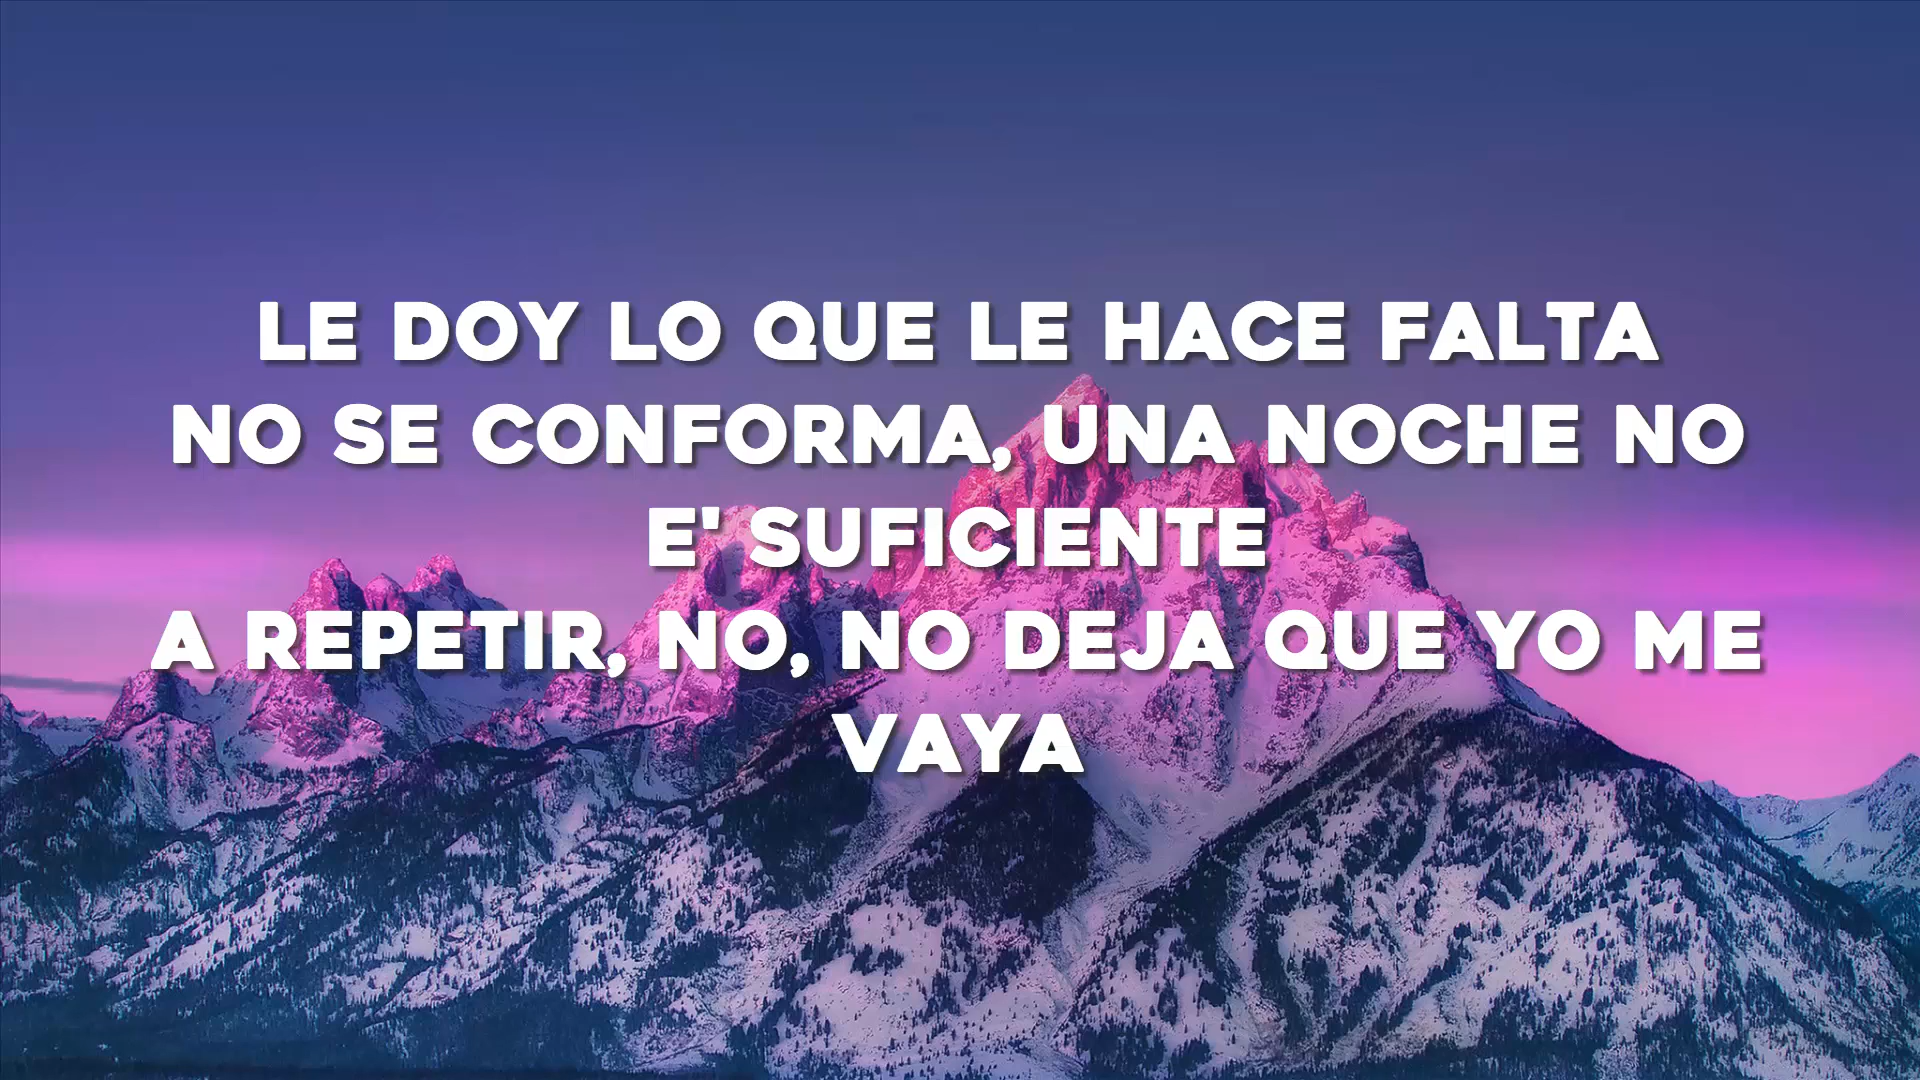 LE DOY LO QUE LE HACE FALTA
NO SE CONFORMA, UNA NOCHE NO
E' SUFICIENTE
A REPETIR, NO, NO DEJA QUE YO ME
VAYA